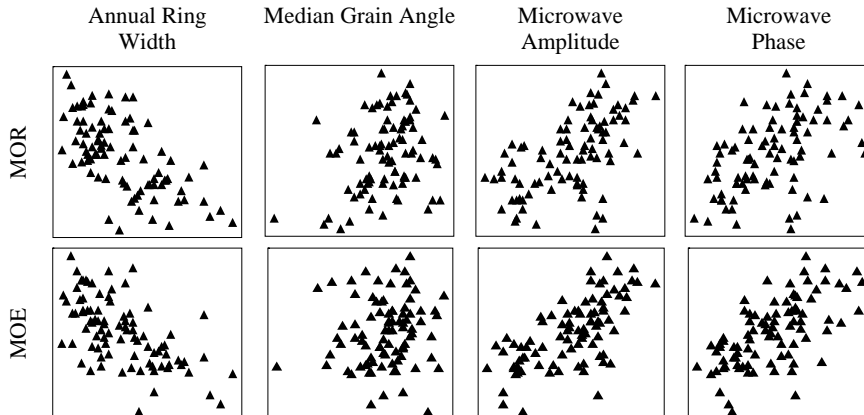 Annual Ring
Width
Median Grain Angle
Microwave
Amplitude
Microwave
Phase
MOR
MOE